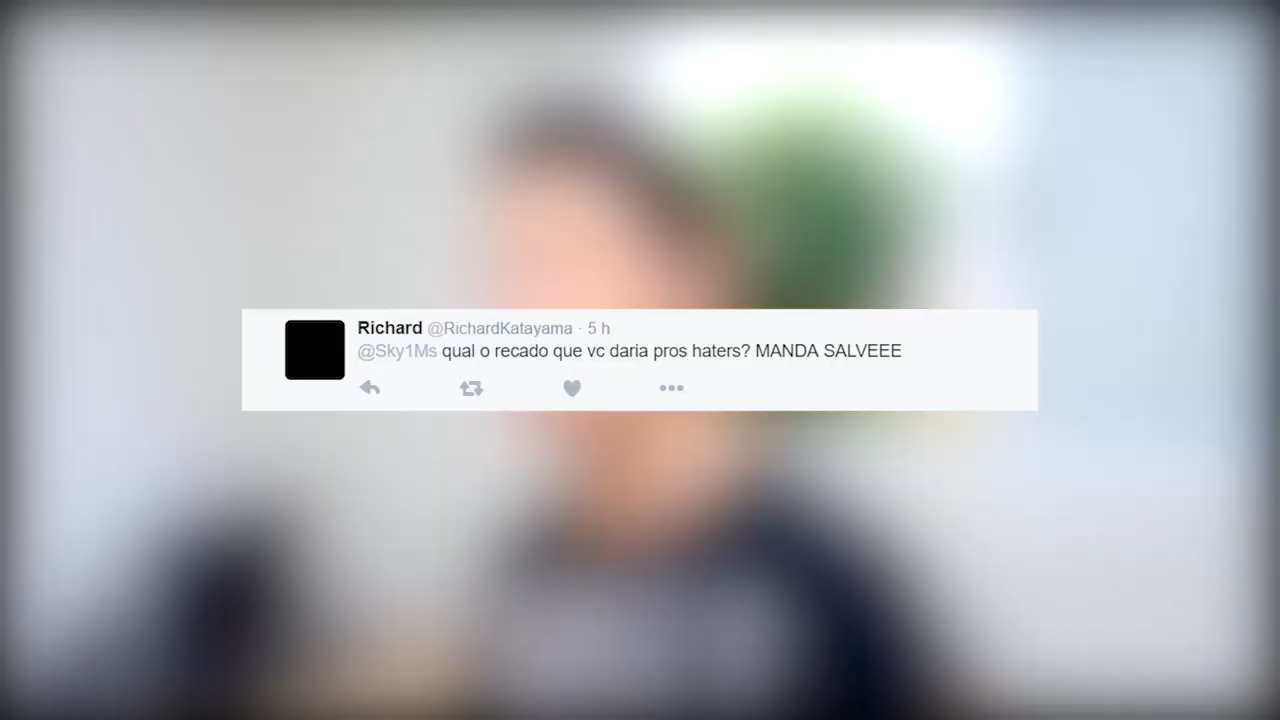 Richard @RichardKatayama · 5 h
@Sky1Ms qual o recado que vc daria pros haters? MANDA SALVEEE